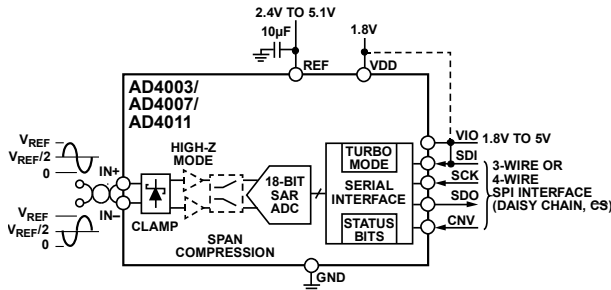 2.4V TO 5.1V
10µF
1.8V
REF
VDD
AD4003/
AD4007/
AD4011
VREF
VREF/2
0
IN+
HIGH-Z
MODE
TURBO
MODE
VIO
1.8V TO 5V
SDI
SCK
SDO
CNV
3-WIRE OR
4-WIRE
SPI INTERFACE
(DAISY CHAIN, CS)
18-BIT
SAR
ADC
SERIAL
INTERFACE
STATUS
BITS
VREF
VREF/2
0
IN−
CLAMP
SPAN
COMPRESSION
GND